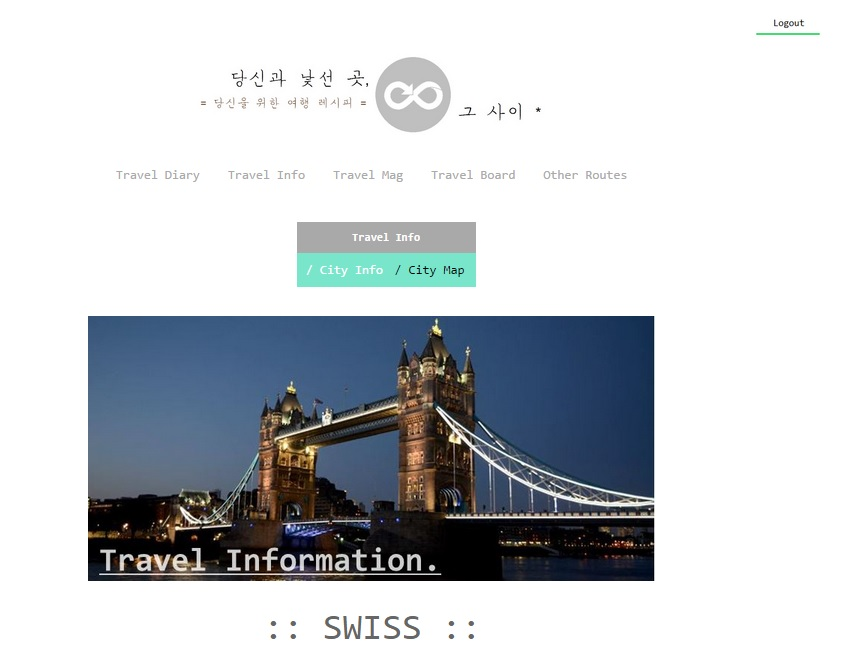 Logout
당신과 낯선 곳,
= 당신을 위한 여행 레시피 =
그 사이 *
Travel Diary Travel Info Travel Mag Travel Board Other Routes
Travel Info
/ City Info / City Map
Travel Information.
:: SWISS ::